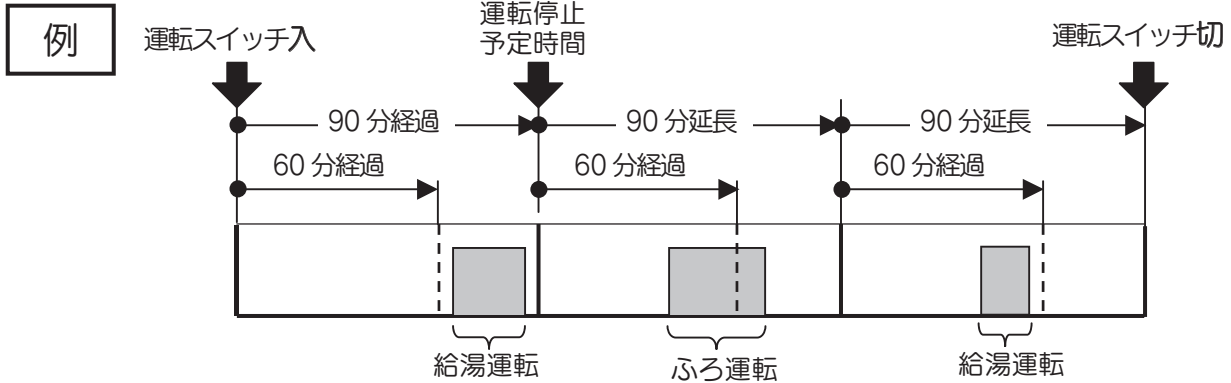 例
運転スイッチ入
運転停止
予定時間
運転スイッチ切
90 分経過
90 分延長
90 分延長
60 分経過
60 分経過
60 分経過
給湯運転
ふろ運転
給湯運転